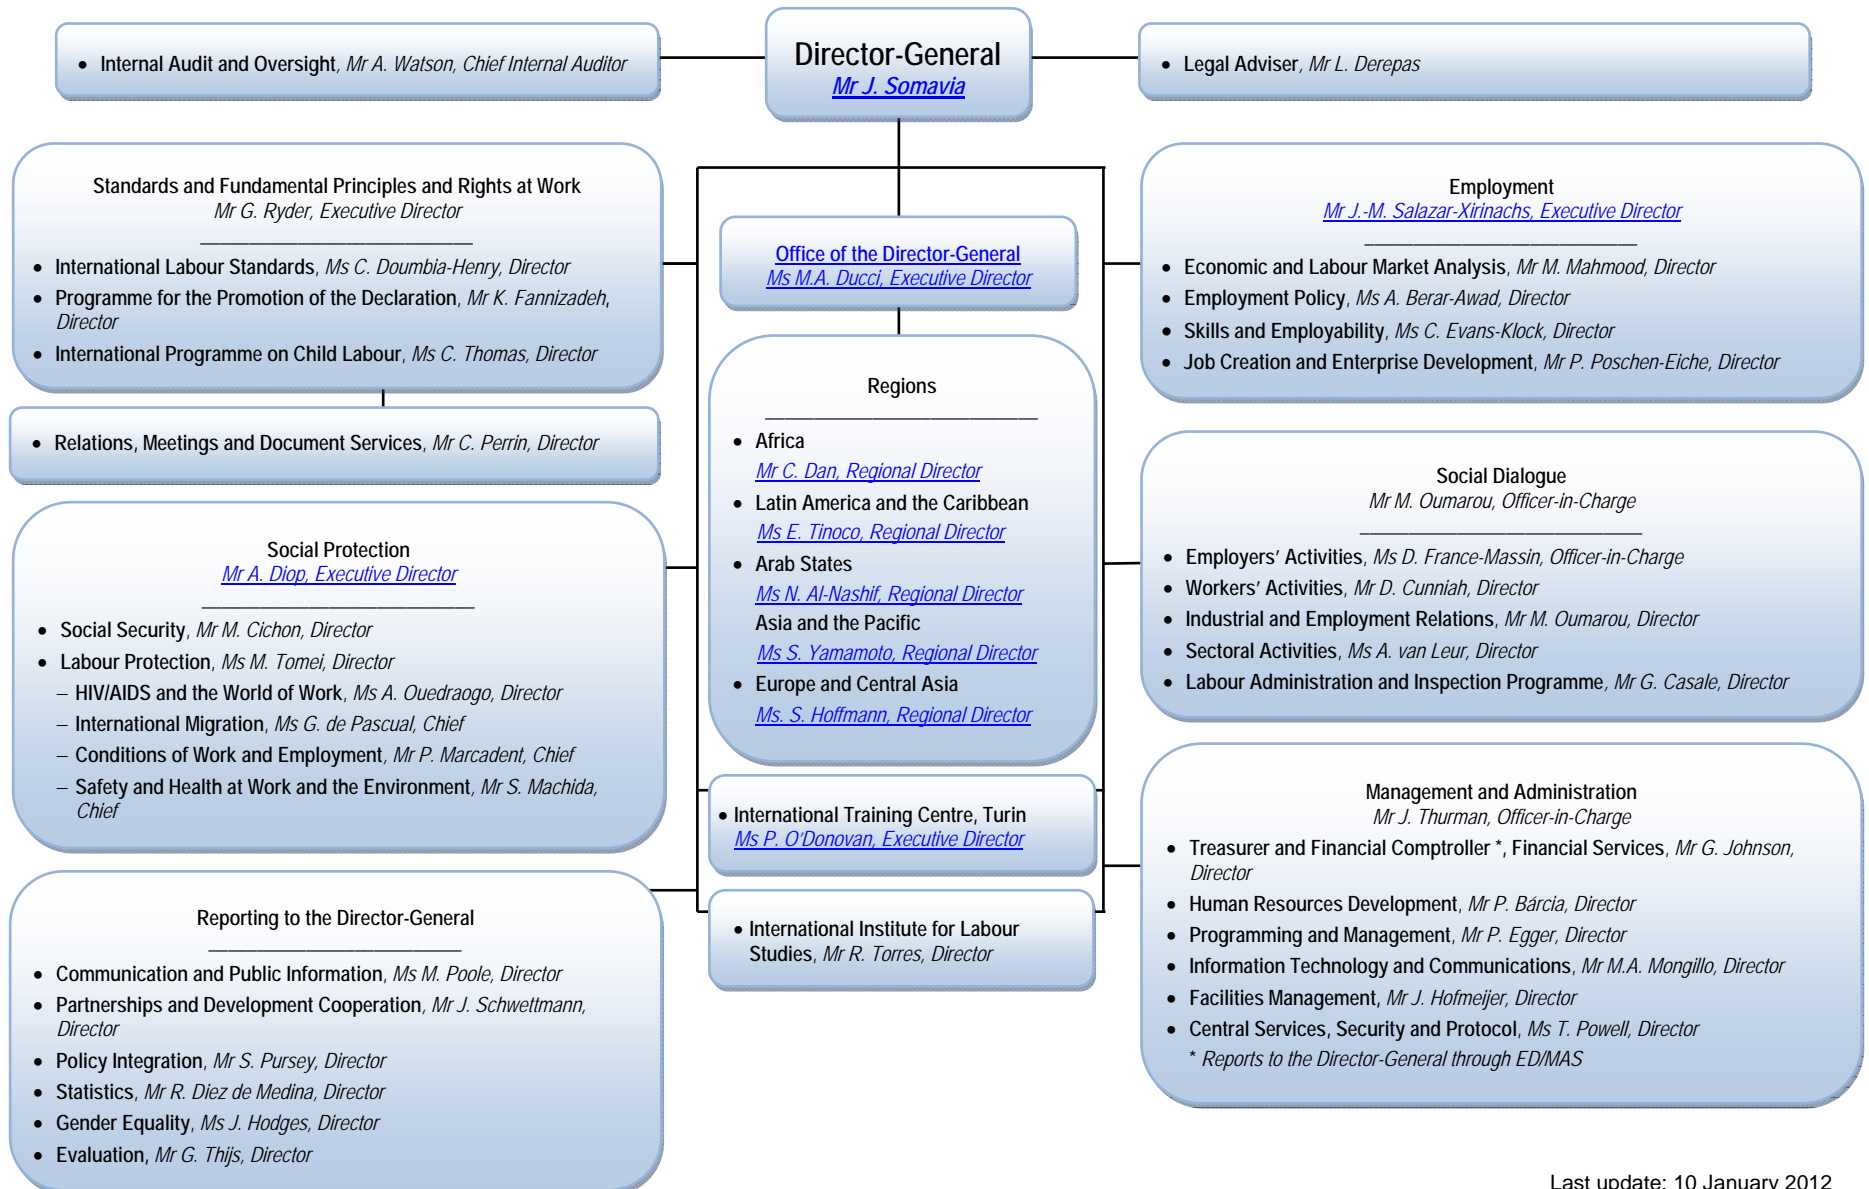 • Internal Audit and Oversight, Mr A. Watson, Chief Internal Auditor
Director-General
Mr J. Somavia
• Legal Adviser, Mr L. Derepas
Standards and Fundamental Principles and Rights at Work
Mr G. Ryder, Executive Director
• International Labour Standards, Ms C. Doumbia-Henry, Director
• Programme for the Promotion of the Declaration, Mr K. Fannizadeh,
Director
• International Programme on Child Labour, Ms C. Thomas, Director
• Relations, Meetings and Document Services, Mr C. Perrin, Director
Social Protection
Mr A. Diop, Executive Director
• Social Security, Mr M. Cichon, Director
• Labour Protection, Ms M. Tomei, Director
– HIV/AIDS and the World of Work, Ms A. Ouedraogo, Director
– International Migration, Ms G. de Pascual, Chief
– Conditions of Work and Employment, Mr P. Marcadent, Chief
– Safety and Health at Work and the Environment, Mr S. Machida,
Chief
Reporting to the Director-General
• Communication and Public Information, Ms M. Poole, Director
• Partnerships and Development Cooperation, Mr J. Schwettmann,
Director
• Policy Integration, Mr S. Pursey, Director
• Statistics, Mr R. Diez de Medina, Director
• Gender Equality, Ms J. Hodges, Director
• Evaluation, Mr G. Thijs, Director
Office of the Director-General
Ms M.A. Ducci, Executive Director
Regions
• Africa
Mr C. Dan, Regional Director
• Latin America and the Caribbean
Ms E. Tinoco, Regional Director
• Arab States
Ms N. Al-Nashif, Regional Director
Asia and the Pacific
Ms S. Yamamoto, Regional Director
• Europe and Central Asia
Ms. S. Hoffmann, Regional Director
• International Training Centre, Turin
Ms P. O'Donovan, Executive Director
• International Institute for Labour
Studies, Mr R. Torres, Director
Employment
Mr J.-M. Salazar-Xirinachs, Executive Director
• Economic and Labour Market Analysis, Mr M. Mahmood, Director
• Employment Policy, Ms A. Berar-Awad, Director
• Skills and Employability, Ms C. Evans-Klock, Director
• Job Creation and Enterprise Development, Mr P. Poschen-Eiche, Director
Social Dialogue
Mr M. Oumarou, Officer-in-Charge
• Employers' Activities, Ms D. France-Massin, Officer-in-Charge
• Workers' Activities, Mr D. Cunniah, Director
• Industrial and Employment Relations, Mr M. Oumarou, Director
• Sectoral Activities, Ms A. van Leur, Director
• Labour Administration and Inspection Programme, Mr G. Casale, Director
Management and Administration
Mr J. Thurman, Officer-in-Charge
• Treasurer and Financial Comptroller *, Financial Services, Mr G. Johnson,
Director
• Human Resources Development, Mr P. Bárcia, Director
• Programming and Management, Mr P. Egger, Director
• Information Technology and Communications, Mr M.A. Mongillo, Director
• Facilities Management, Mr J. Hofmeijer, Director
• Central Services, Security and Protocol, Ms T. Powell, Director
* Reports to the Director-General through ED/MAS
Last update: 10 January 2012